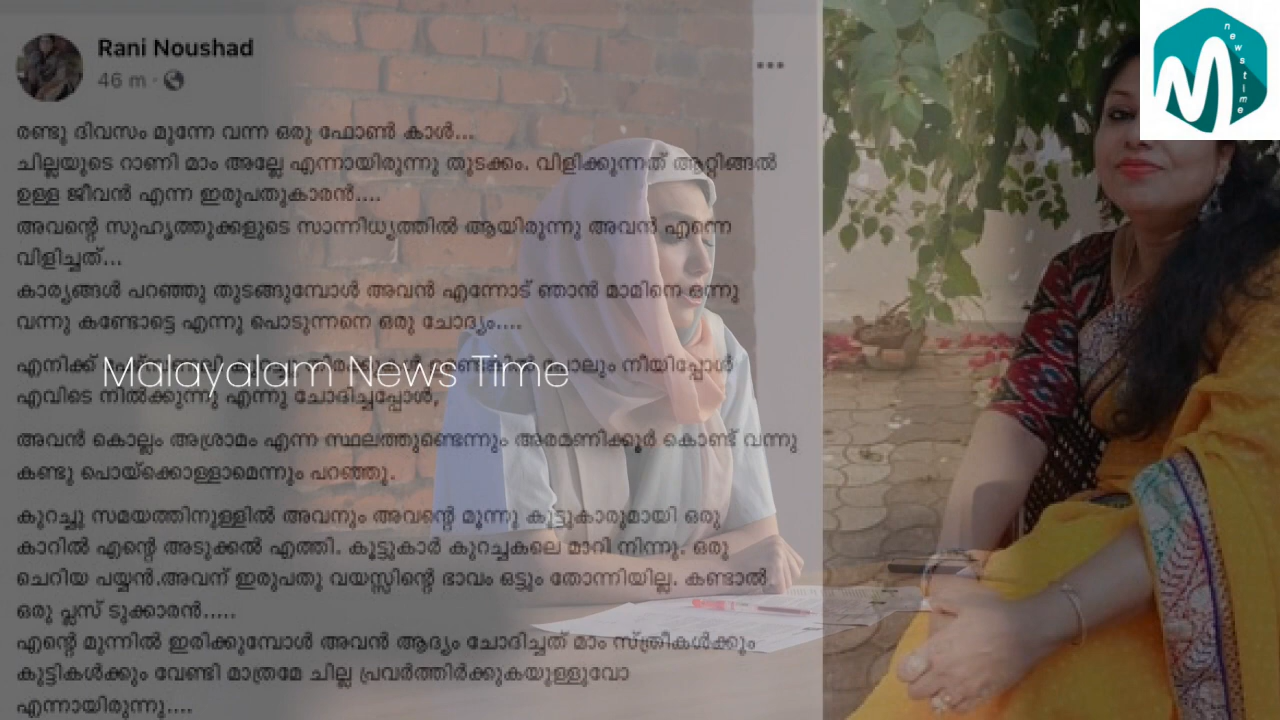 Rani Noushad
46 m ·
രണ്ടു ദിവസം മുന്നേ വന്ന ഒരു ഫോൺ കാൾ...
ചില്ലയുടെ റാണി മാം അല്ലേ എന്നായിരുന്നു തുടക്കം. വിളിക്കുന്നത് ആറ്റിങ്ങൽ
ഉള്ള ജീവൻ എന്ന ഇരുപതുകാരൻ....
അവന്റെ സുഹൃത്തുക്കളുടെ സാന്നിധ്യത്തിൽ ആയിരുന്നു അവൻ എന്നെ
വിളിച്ചത്...
കാര്യങ്ങൾ പറഞ്ഞു തുടങ്ങുമ്പോൾ അവൻ എന്നോട് ഞാൻ മാമിനെ ഒന്നു
വന്നു കണ്ടോട്ടെ എന്നു പൊടുന്നനെ ഒരു ചോദ്യം....
എനിക്ക് പോലും നീയിപ്പോൾ
Malayalam News Time
എവിടെ നിൽക്കുന്നു എന്നു ചോദിച്ചപ്പോൾ,
അവൻ കൊല്ലം അശ്രാമം എന്ന സ്ഥലത്തുണ്ടെന്നും അരമണിക്കൂർ കൊണ്ട് വന്നു
കണ്ടു പൊയ്ക്കൊള്ളാമെന്നും പറഞ്ഞു.
കുറച്ചു സമയത്തിനുള്ളിൽ അവനും അവന്റെ മൂന്നു കൂട്ടുകാരുമായി ഒരു
കാറിൽ എന്റെ അടുക്കൽ എത്തി. കൂട്ടുകാർ കുറച്ചകലെ മാറി നിന്നു. ഒരു
ചെറിയ പയ്യൻ.അവന് ഇരുപതു വയസ്സിന്റെ ഭാവം ഒട്ടും തോന്നിയില്ല. കണ്ടാൽ
ഒരു പ്ലസ് ടുക്കാരൻ.....
എന്റെ മുന്നിൽ ഇരിക്കുമ്പോൾ അവൻ ആദ്യം ചോദിച്ചത് മാം സ്ത്രീകൾക്കും
കുട്ടികൾക്കും വേണ്ടി മാത്രമേ ചില്ല പ്രവർത്തിർക്കുകയുള്ളുവോ
എന്നായിരുന്നു....
M newstime